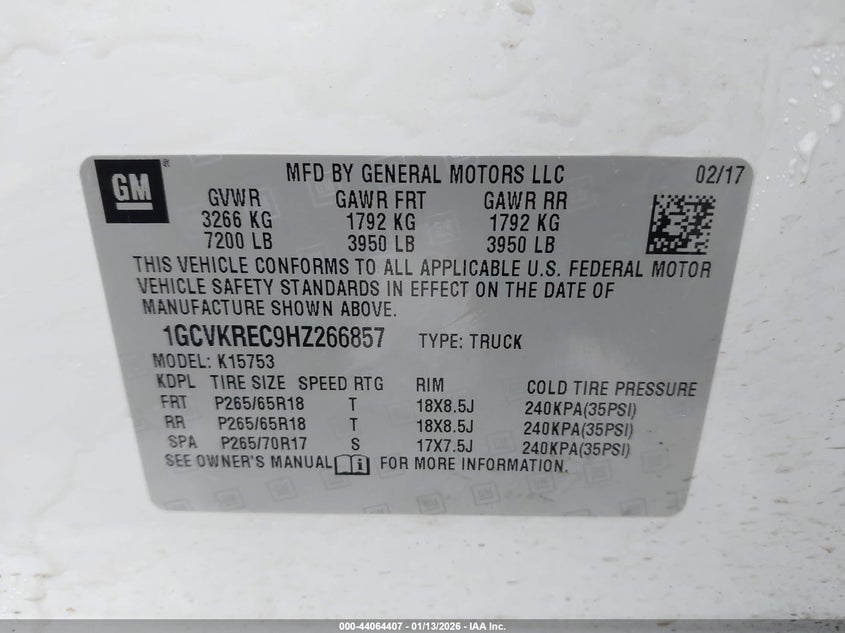 GM ®
MFD BY GENERAL MOTORS LLC 02/17
GVWR GAWR FRT GAWR RR
3266 KG 1792 KG 1792 KG
7200 LB 3950 LB 3950 LB
THIS VEHICLE CONFORMS TO ALL APPLICABLE U.S. FEDERAL MOTOR
VEHICLE SAFETY STANDARDS IN EFFECT ON THE DATE OF
MANUFACTURE SHOWN ABOVE.
1GCVKREC9HZ266857 TYPE: TRUCK
MODEL: K15753
KDPL TIRE SIZE SPEED RTG RIM COLD TIRE PRESSURE
FRT P265/65R18 T 18X8.5J 240KPA(35PSI)
RR P265/65R18 T 18X8.5J 240KPA(35PSI)
SPA P265/70R17 S 17X7.5J 240KPA(35PSI)
SEE OWNER'S MANUAL FOR MORE INFORMATION.
000-44064407 - 01/13/2026 - IAA Inc.